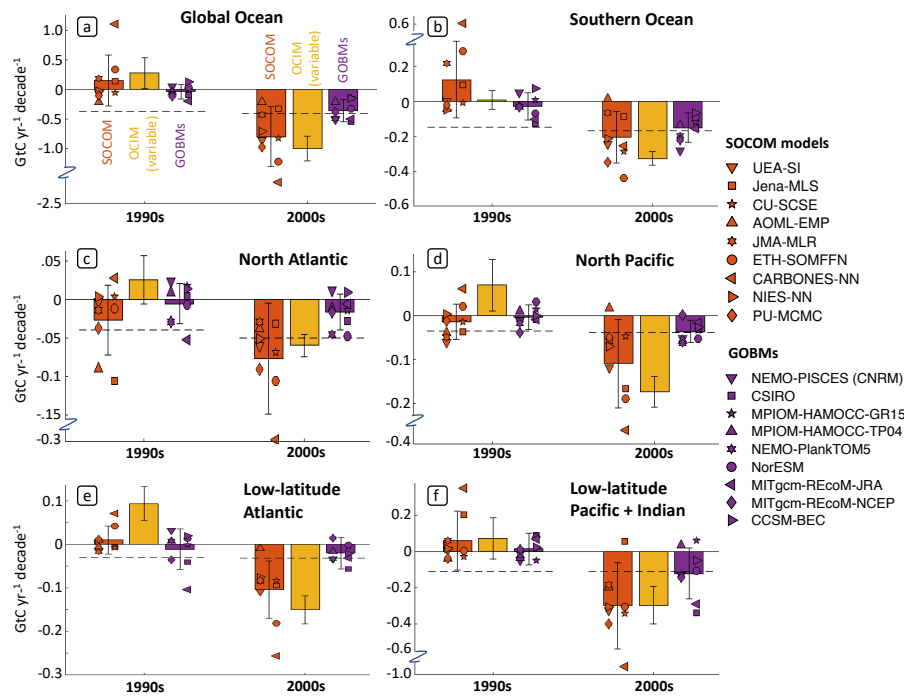 a
Global Ocean
GtC yr⁻¹ decade⁻¹
1.0
0.5
0
-0.5
-1.0
-2.5
SOCOM
OCIM (variable)
GOBMs
SOCOM
OCIM (variable)
GOBMs
1990s
2000s
b
Southern Ocean
0.6
0.2
0
-0.2
-0.4
-0.6
1990s
2000s
c
North Atlantic
GtC yr⁻¹ decade⁻¹
0.05
0
-0.05
-0.1
-.15
-0.3
1990s
2000s
d
North Pacific
0.1
0
-0.1
-0.2
-0.4
1990s
2000s
e
Low-latitude
Atlantic
GtC yr⁻¹ decade⁻¹
0.1
0
-0.1
-0.2
-0.3
1990s
2000s
f
Low-latitude
Pacific + Indian
0.4
0.2
0
-0.2
-0.4
-0.6
-1.0
1990s
2000s
SOCOM models
UEA-SI
Jena-MLS
CU-SCSE
AOML-EMP
JMA-MLR
ETH-SOMFFN
CARBONES-NN
NIES-NN
PU-MCMC
GOBMs
NEMO-PISCES (CNRM)
CSIRO
MPIOM-HAMOCC-GR15
MPIOM-HAMOCC-TP04
NEMO-PlankTOM5
NorESM
MITgcm-REcoM-JRA
MITgcm-REcoM-NCEP
CCSM-BEC